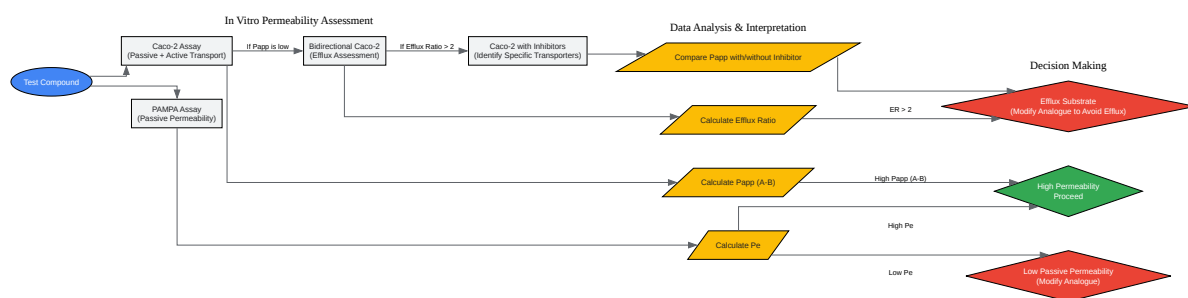 In Vitro Permeability Assessment
Data Analysis & Interpretation
Decision Making
Test Compound
Caco-2 Assay
(Passive + Active Transport)
If Papp is low
Bidirectional Caco-2
(Efflux Assessment)
If Efflux Ratio > 2
Caco-2 with Inhibitors
(Identify Specific Transporters)
Compare Papp with/without Inhibitor
PAMPA Assay
(Passive Permeability)
Calculate Efflux Ratio
ER > 2
Efflux Substrate
(Modify Analogue to Avoid Efflux)
Calculate Papp (A-B)
High Papp (A-B)
High Permeability
Proceed
Calculate Pe
High Pe
Low Pe
Low Passive Permeability
(Modify Analogue)